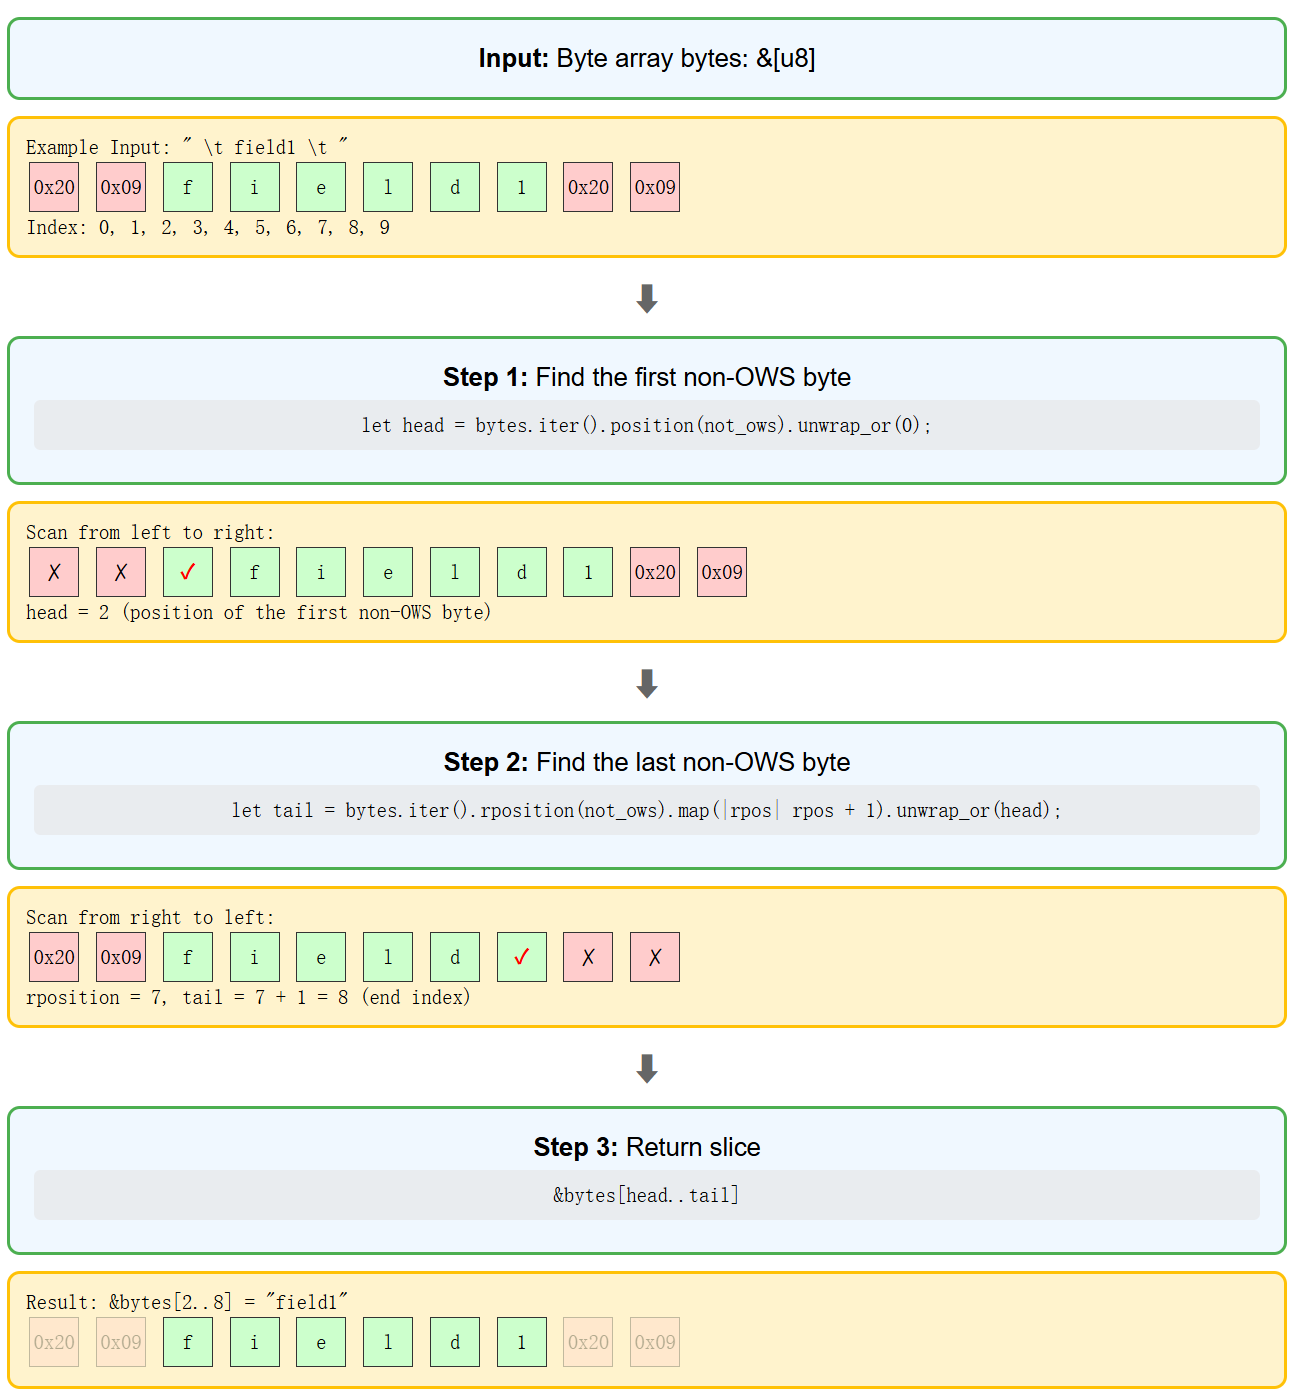 Input: Byte array bytes: &[u8]
Example Input: " \t field1 \t "
0x20 0x09 f i e l d 1 0x20 0x09
Index: 0, 1, 2, 3, 4, 5, 6, 7, 8, 9
⬇
Step 1: Find the first non-OWS byte
let head = bytes.iter().position(not_ows).unwrap_or(0);
Scan from left to right:
✗ ✗ ✓ f i e l d 1 0x20 0x09
head = 2 (position of the first non-OWS byte)
⬇
Step 2: Find the last non-OWS byte
let tail = bytes.iter().rposition(not_ows).map(|rpos| rpos + 1).unwrap_or(head);
Scan from right to left:
0x20 0x09 f i e l d ✓ ✗ ✗
rposition = 7, tail = 7 + 1 = 8 (end index)
⬇
Step 3: Return slice
&bytes[head..tail]
Result: &bytes[2..8] = "field1"
0x20 0x09 f i e l d 1 0x20 0x09